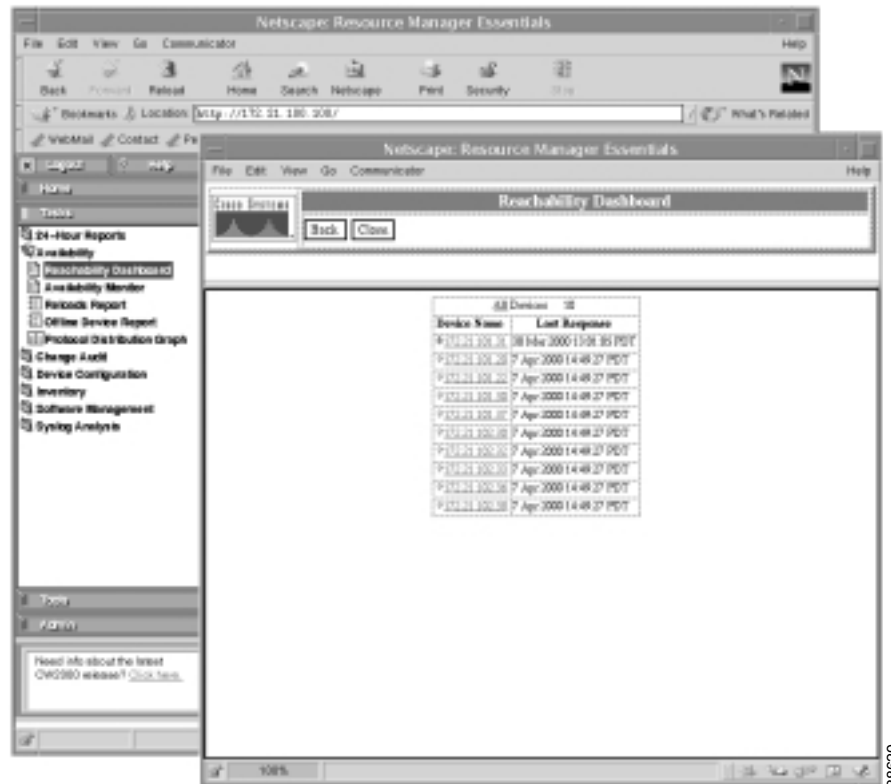 Netscape: Resource Manager Essentials
File Edit View Go Communicator Help
Back Forward Reload Home Search Netscape Print Security Stop
Bookmarks Location: http://172.21.100.100/ What's Related
WebMail Contact
Netscape: Resource Manager Essentials
File Edit View Go Communicator Help
Logout ? Help
Home
Tasks
24-Hour Reports
Availability
Reachability Dashboard
Availability Monitor
Reloads Report
Offline Device Report
Protocol Distribution Graph
Change Audit
Device Configuration
Inventory
Software Management
Syslog Analysis
Tools
Admin
Need info about the latest
CW2000 release? Click here.
Cisco Systems
Reachability Dashboard
Back Close
All Devices 10
Device Name Last Response
2000 13:01:05 PDT
7 Apr 2000 14:49:27 PDT
7 Apr 2000 14:49:27 PDT
7 Apr 2000 14:49:27 PDT
7 Apr 2000 14:49:27 PDT
7 Apr 2000 14:49:27 PDT
7 Apr 2000 14:49:27 PDT
7 Apr 2000 14:49:27 PDT
7 Apr 2000 14:49:27 PDT
7 Apr 2000 14:49:27 PDT
100%